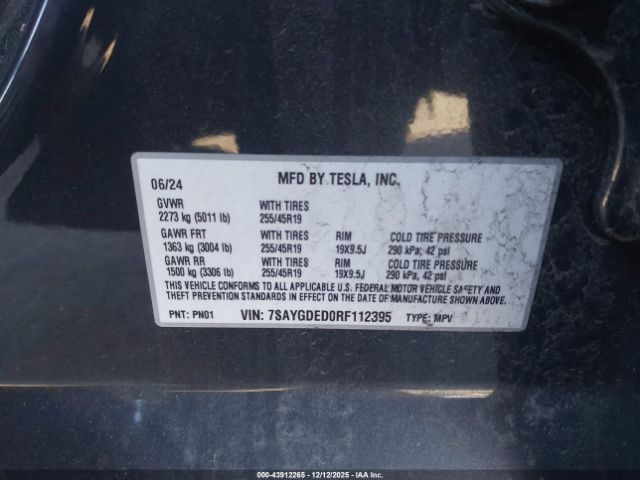 06/24 MFD BY TESLA, INC.
GVWR WITH TIRES
2273 kg (5011 lb) 255/45R19
GAWR FRT WITH TIRES RIM COLD TIRE PRESSURE
1363 kg (3004 lb) 255/45R19 19X9.5J 290 kPa; 42 psi
GAWR RR WITH TIRES RIM COLD TIRE PRESSURE
1500 kg (3306 lb) 255/45R19 19X9.5J 290 kPa; 42 psi
THIS VEHICLE CONFORMS TO ALL APPLICABLE U.S. FEDERAL MOTOR VEHICLE SAFETY AND
THEFT PREVENTION STANDARDS IN EFFECT ON THE DATE OF MANUFACTURE SHOWN ABOVE.
PNT: PN01 VIN: 7SAYGDED0RF112395 TYPE: MPV
000-43912265 - 12/12/2025 - IAAI.COM